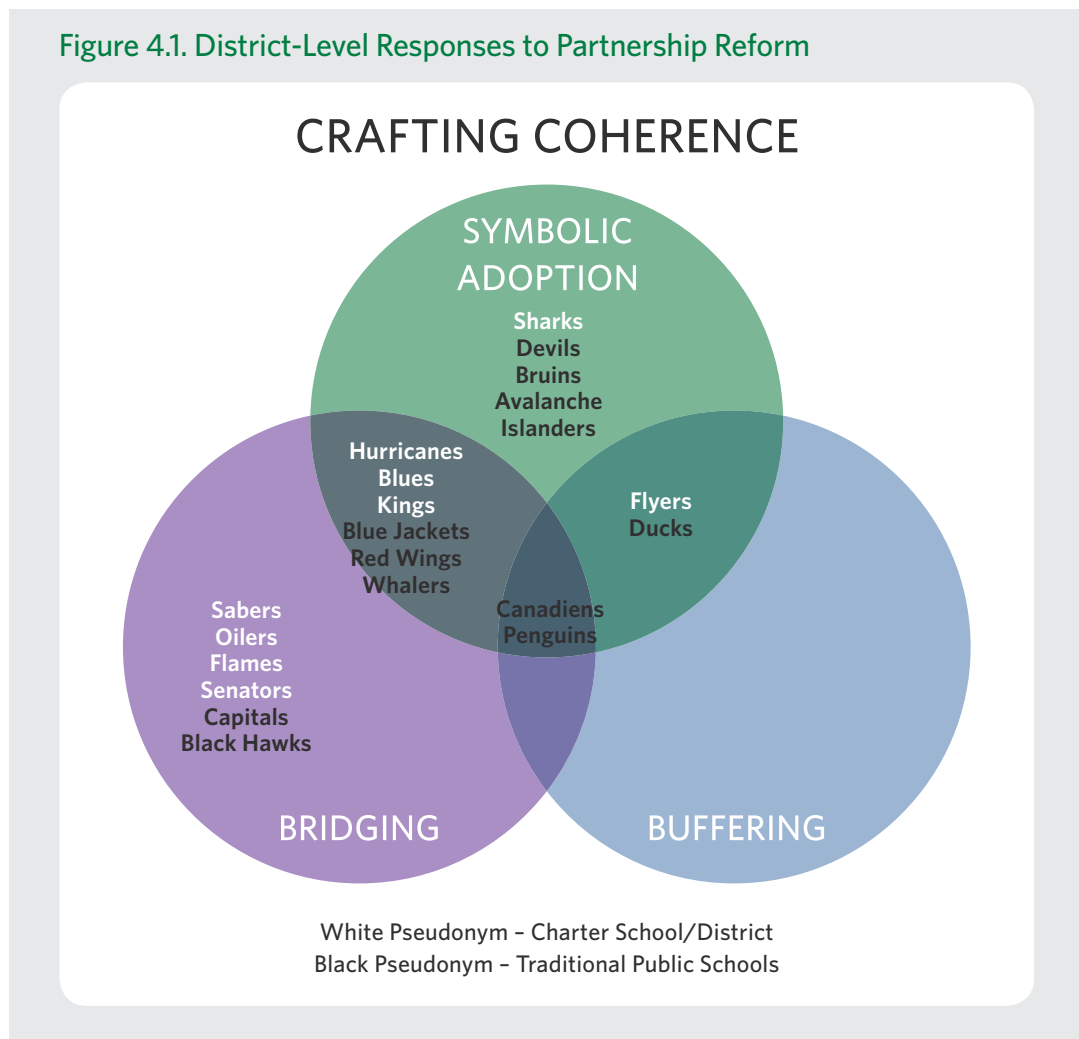 Figure 4.1. District-Level Responses to Partnership Reform
CRAFTING COHERENCE
SYMBOLIC
ADOPTION
Sharks
Devils
Bruins
Avalanche
Islanders
Hurricanes
Blues
Kings
Blue Jackets
Red Wings
Whalers
Flyers
Ducks
Canadiens
Penguins
Sabers
Oilers
Flames
Senators
Capitals
Black Hawks
BRIDGING
BUFFERING
White Pseudonym – Charter School/District
Black Pseudonym – Traditional Public Schools